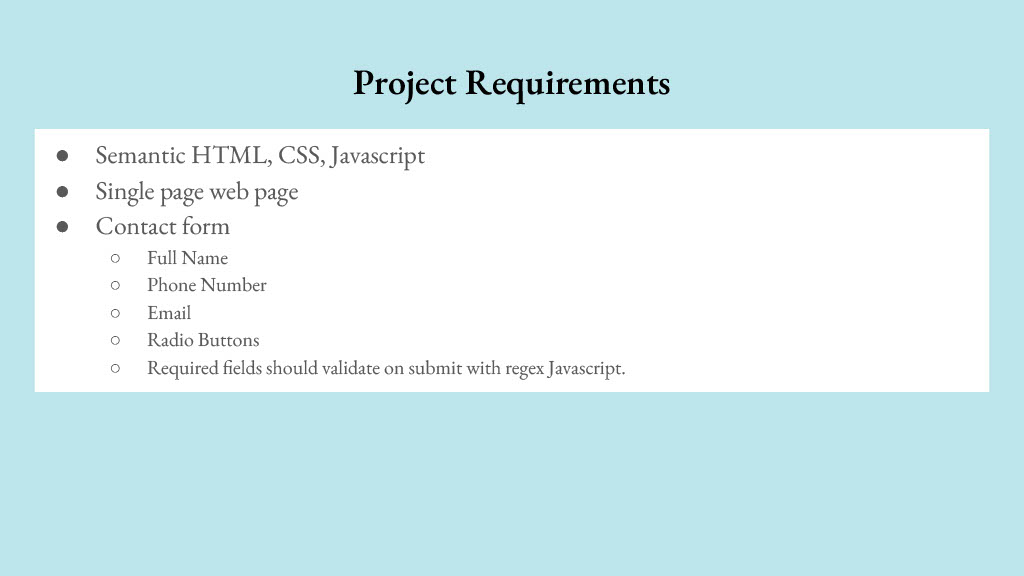 Project Requirements
● Semantic HTML, CSS, Javascript
● Single page web page
● Contact form
○ Full Name
○ Phone Number
○ Email
○ Radio Buttons
○ Required fields should validate on submit with regex Javascript.